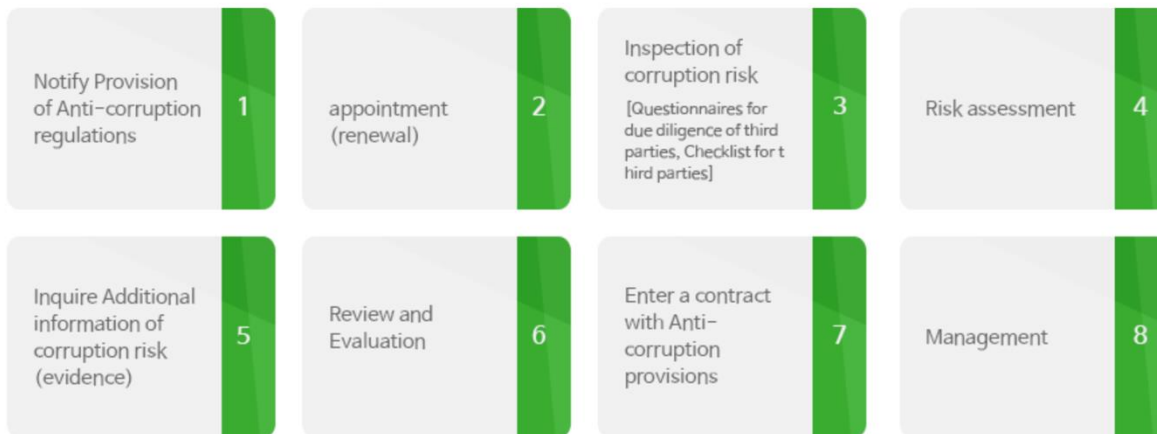 Notify Provision
of Anti-corruption
regulations
1
appointment
(renewal)
2
Inspection of
corruption risk
[Questionnaires for
due diligence of third
parties, Checklist for t
hird parties]
3
Risk assessment
4
Inquire Additional
information of
corruption risk
(evidence)
5
Review and
Evaluation
6
Enter a contract
with Anti-
corruption
provisions
7
Management
8